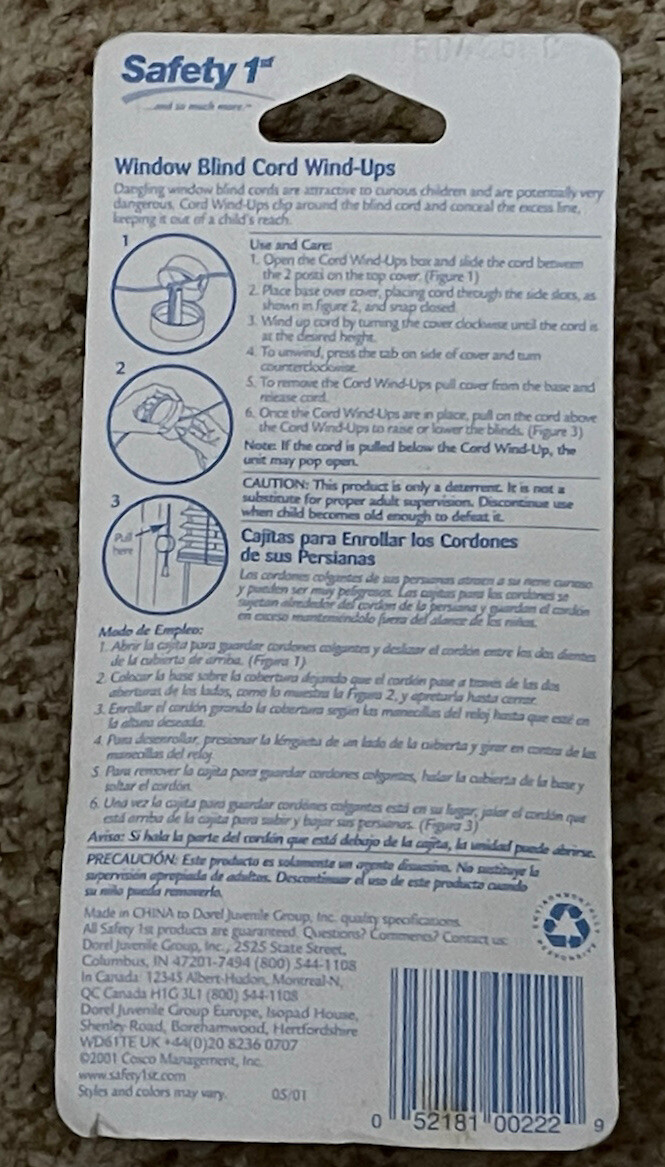 Safety 1st
...and so much more.™
Window Blind Cord Wind-Ups
Dangling window blind cords are attractive to curious children and are potentially very
dangerous. Cord Wind-Ups clip around the blind cord and conceal the excess line,
keeping it out of a child's reach.
1
Use and Care:
1. Open the Cord Wind-Ups box and slide the cord between
the 2 posts on the top cover. (Figure 1)
2. Place base over cover, placing cord through the side slots, as
shown in figure 2, and snap closed.
3. Wind up cord by turning the cover clockwise until the cord is
at the desired height.
4. To unwind, press the tab on side of cover and turn
counterclockwise.
2
5. To remove the Cord Wind-Ups pull cover from the base and
release cord.
6. Once the Cord Wind-Ups are in place, pull on the cord above
the Cord Wind-Ups to raise or lower the blinds. (Figure 3)
Note: If the cord is pulled below the Cord Wind-Up, the
unit may pop open.
CAUTION: This product is only a deterrent. It is not a
substitute for proper adult supervision. Discontinue use
when child becomes old enough to defeat it.
3
Pull
here
Cajitas para Enrollar los Cordones
de sus Persianas
Los cordones colgantes de sus persianas atraen a su nene curioso
y pueden ser muy peligrosos. Las cajitas para los cordones se
sujetan alrededor del cordon de la persiana y guardan el cordón
en exceso manteniéndolo fuera del alcance de los niños.
Modo de Empleo:
1. Abrir la cajita para guardar cordones colgantes y deslizar el cordón entre los dos dientes
de la cubierta de arriba. (Figura 1)
2. Colocar la base sobre la cobertura dejando que el cordón pase a través de las dos
aberturas de los lados, como lo muestra la Figura 2, y apretarla hasta cerrar.
3. Enrollar el cordón girando la cobertura según las manecillas del reloj hasta que esté en
la altura deseada.
4. Para desenrollar, presionar la léngüeta de un lado de la cubierta y girar en contra de las
manecillas del reloj.
5. Para remover la cajita para guardar cordones colgantes, halar la cubierta de la base y
soltar el cordón.
6. Una vez la cajita para guardar cordones colgantes está en su lugar, jalar el cordón que
está arriba de la cajita para subir y bajar sus persianas. (Figura 3)
Aviso: Si hala la parte del cordón que está debajo de la cajita, la unidad puede abrirse.
PRECAUCIÓN: Este producto es solamente un agente disuasivo. No sustituye la
supervisión apropiada de adultos. Descontinuar el uso de este producto cuando
su niño pueda removerlo.
Made in CHINA to Dorel Juvenile Group, Inc. quality specifications.
All Safety 1st products are guaranteed. Questions? Comments? Contact us:
Dorel Juvenile Group, Inc., 2525 State Street,
Columbus, IN 47201-7494 (800) 544-1108
In Canada: 12345 Albert-Hudon, Montreal-N,
QC Canada H1G 3L1 (800) 544-1108
Dorel Juvenile Group Europe, Isopad House,
Shenley Road, Borehamwood, Hertfordshire
WD61TE UK +44(0)20 8236 0707
©2001 Cosco Management, Inc.
www.safety1st.com
Styles and colors may vary. 05/01
ENVIRONMENTALLY RESPONSIBLE
0 52181 00222 9